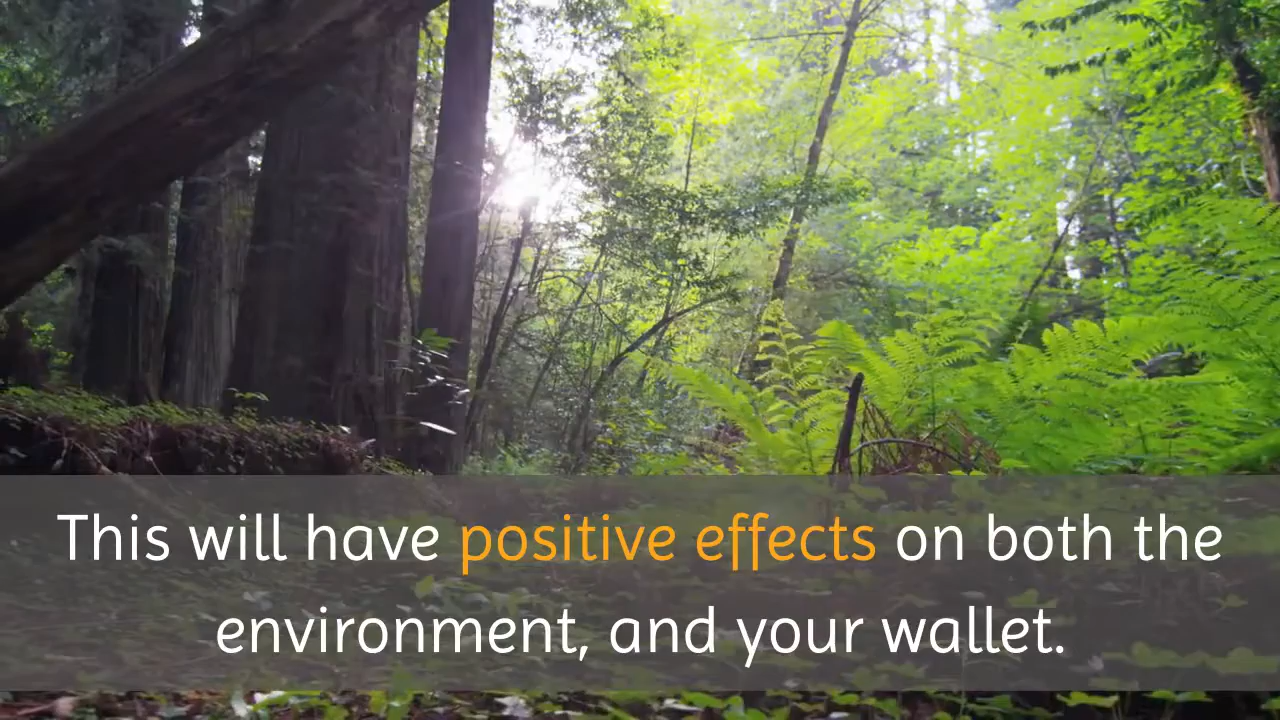 This will have positive effects on both the
environment, and your wallet.